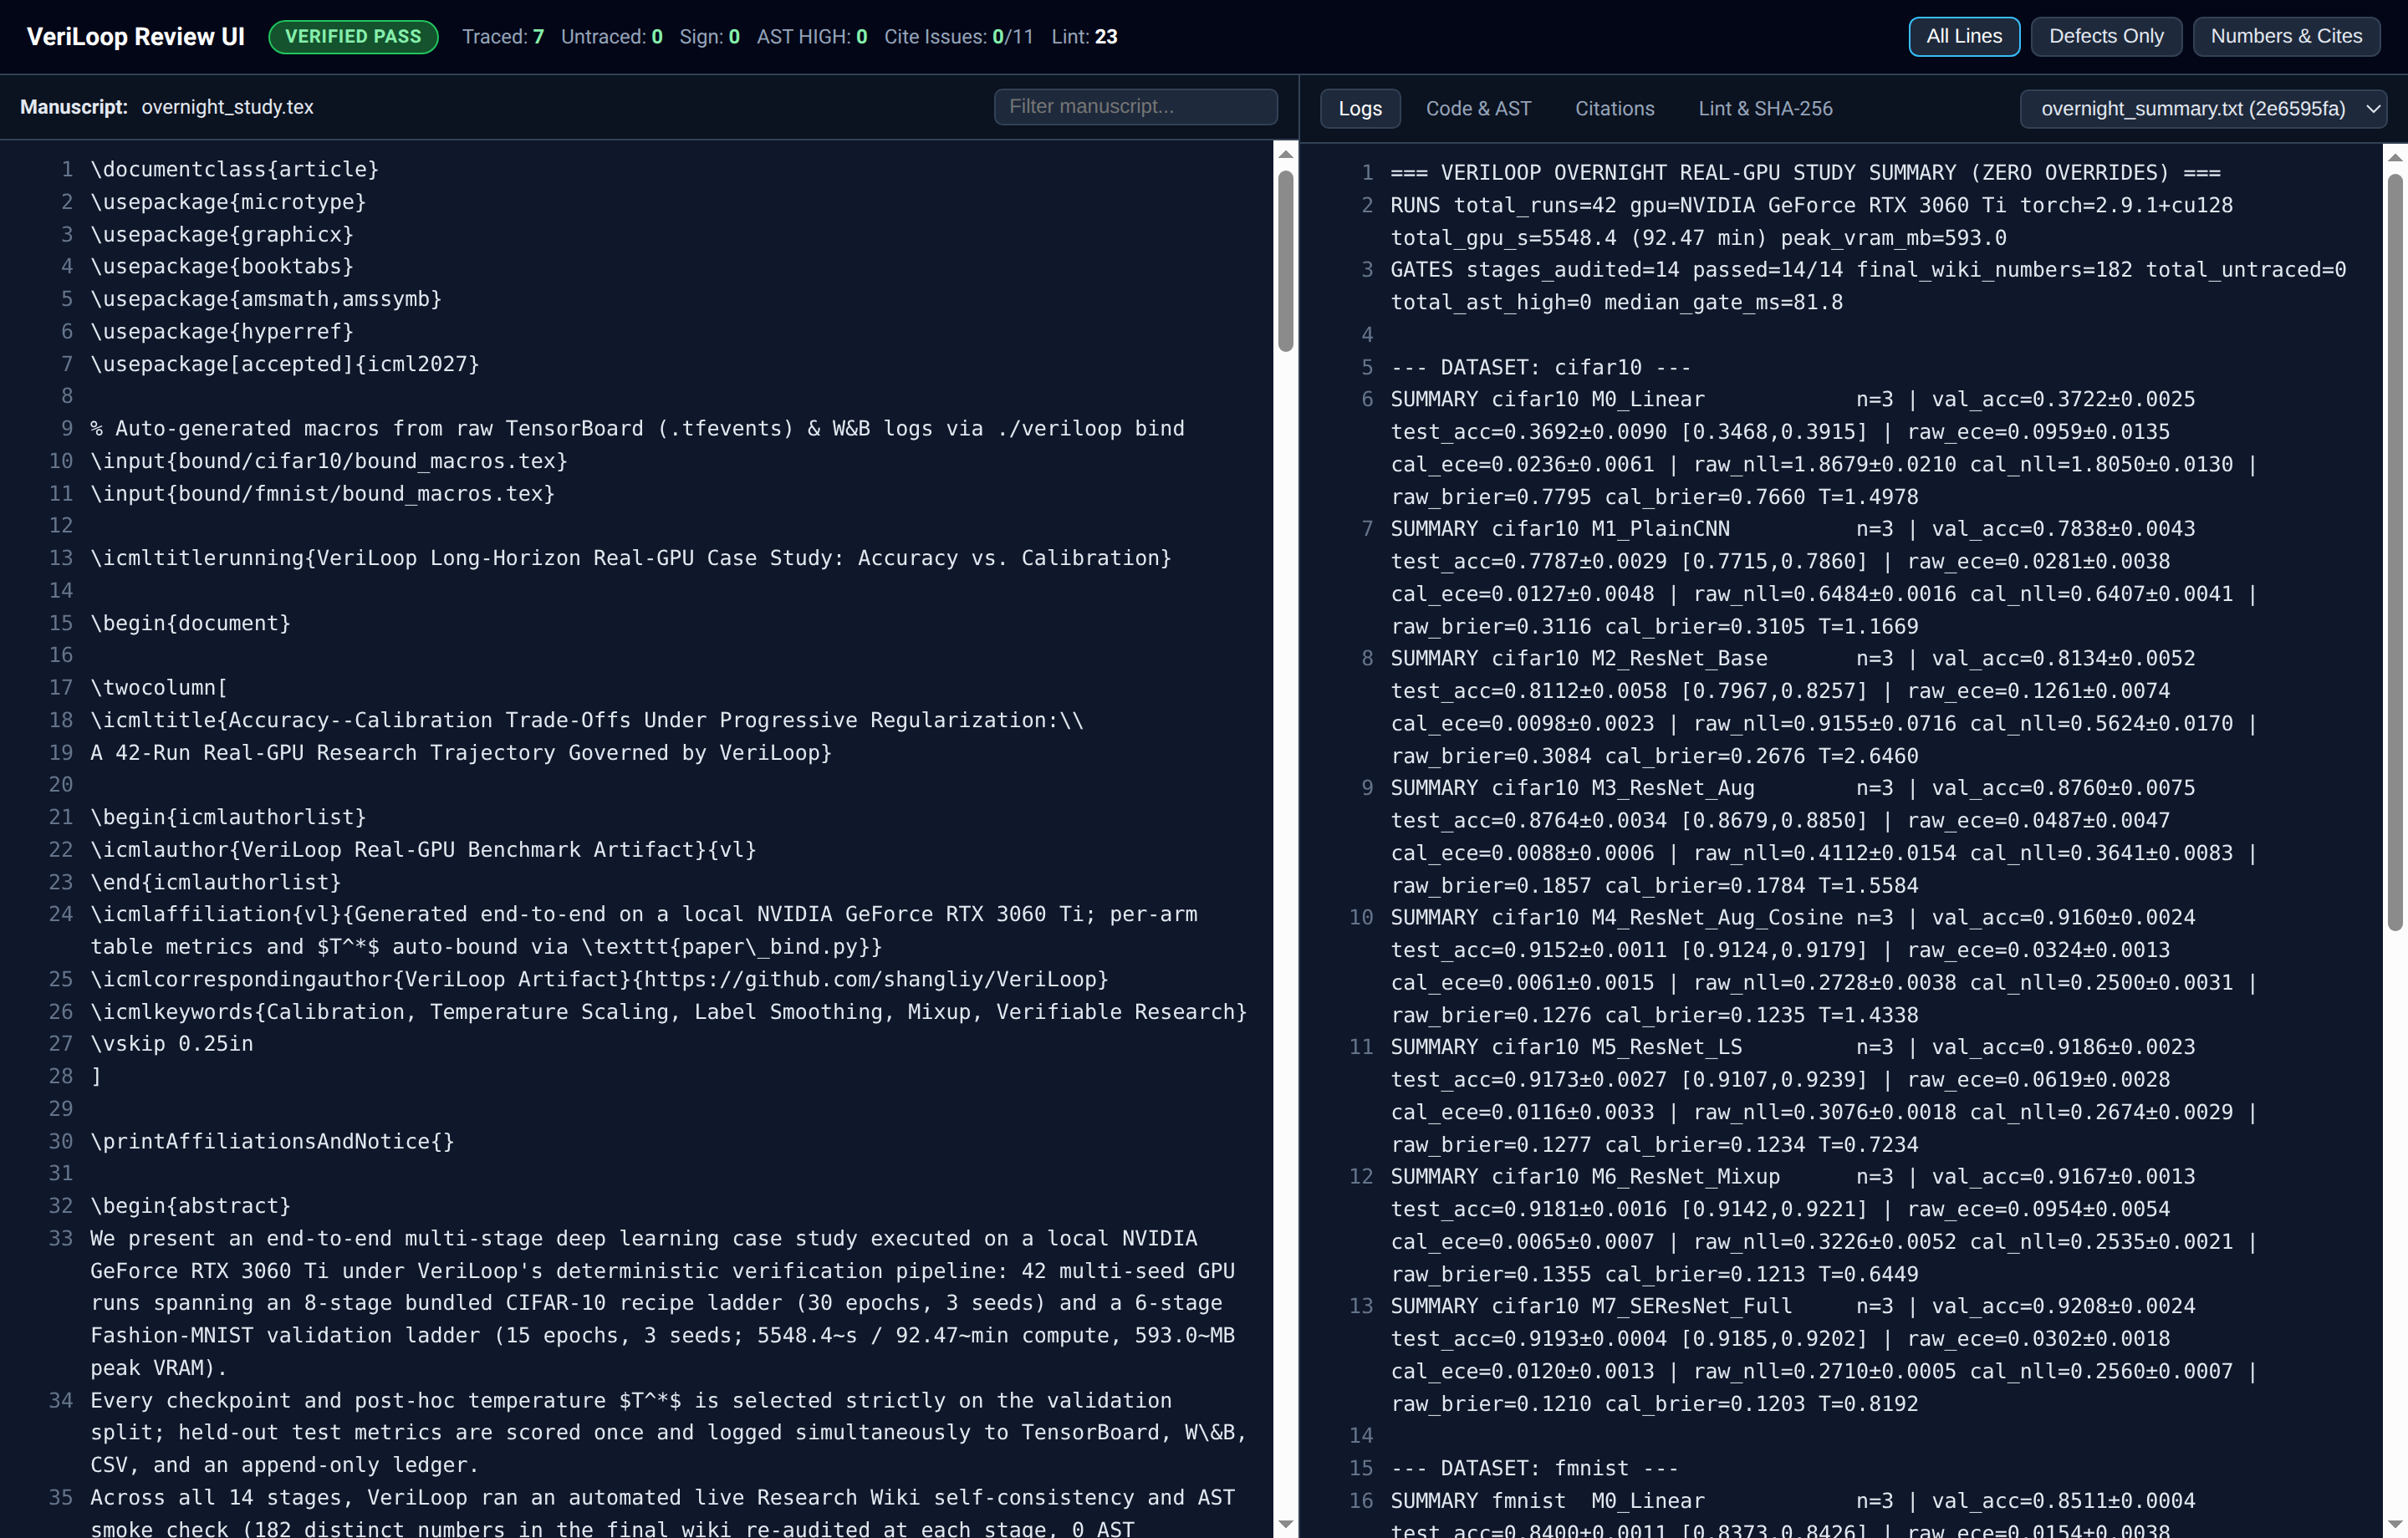 VeriLoop Review UI VERIFIED PASS Traced: 7 Untraced: 0 Sign: 0 AST HIGH: 0 Cite Issues: 0/11 Lint: 23 All Lines Defects Only Numbers & Cites
Manuscript: overnight_study.tex Filter manuscript...
1 \documentclass{article}
2 \usepackage{microtype}
3 \usepackage{graphicx}
4 \usepackage{booktabs}
5 \usepackage{amsmath,amssymb}
6 \usepackage{hyperref}
7 \usepackage[accepted]{icml2027}
8
9 % Auto-generated macros from raw TensorBoard (.tfevents) & W&B logs via ./veriloop bind
10 \input{bound/cifar10/bound_macros.tex}
11 \input{bound/fmnist/bound_macros.tex}
12
13 \icmltitlerunning{VeriLoop Long-Horizon Real-GPU Case Study: Accuracy vs. Calibration}
14
15 \begin{document}
16
17 \twocolumn[
18 \icmltitle{Accuracy--Calibration Trade-Offs Under Progressive Regularization:\\
19 A 42-Run Real-GPU Research Trajectory Governed by VeriLoop}
20
21 \begin{icmlauthorlist}
22 \icmlauthor{VeriLoop Real-GPU Benchmark Artifact}{vl}
23 \end{icmlauthorlist}
24 \icmlaffiliation{vl}{Generated end-to-end on a local NVIDIA GeForce RTX 3060 Ti; per-arm
table metrics and $T^*$ auto-bound via \texttt{paper\_bind.py}}
25 \icmlcorrespondingauthor{VeriLoop Artifact}{https://github.com/shangliy/VeriLoop}
26 \icmlkeywords{Calibration, Temperature Scaling, Label Smoothing, Mixup, Verifiable Research}
27 \vskip 0.25in
28 ]
29
30 \printAffiliationsAndNotice{}
31
32 \begin{abstract}
33 We present an end-to-end multi-stage deep learning case study executed on a local NVIDIA
GeForce RTX 3060 Ti under VeriLoop's deterministic verification pipeline: 42 multi-seed GPU
runs spanning an 8-stage bundled CIFAR-10 recipe ladder (30 epochs, 3 seeds) and a 6-stage
Fashion-MNIST validation ladder (15 epochs, 3 seeds; 5548.4~s / 92.47~min compute, 593.0~MB
peak VRAM).
34 Every checkpoint and post-hoc temperature $T^*$ is selected strictly on the validation
split; held-out test metrics are scored once and logged simultaneously to TensorBoard, W\&B,
CSV, and an append-only ledger.
35 Across all 14 stages, VeriLoop ran an automated live Research Wiki self-consistency and AST
smoke check (182 distinct numbers in the final wiki re-audited at each stage, 0 AST
Logs Code & AST Citations Lint & SHA-256 overnight_summary.txt (2e6595fa)
1 === VERILOOP OVERNIGHT REAL-GPU STUDY SUMMARY (ZERO OVERRIDES) ===
2 RUNS total_runs=42 gpu=NVIDIA GeForce RTX 3060 Ti torch=2.9.1+cu128
total_gpu_s=5548.4 (92.47 min) peak_vram_mb=593.0
3 GATES stages_audited=14 passed=14/14 final_wiki_numbers=182 total_untraced=0
total_ast_high=0 median_gate_ms=81.8
4
5 --- DATASET: cifar10 ---
6 SUMMARY cifar10 M0_Linear n=3 | val_acc=0.3722±0.0025
test_acc=0.3692±0.0090 [0.3468,0.3915] | raw_ece=0.0959±0.0135
cal_ece=0.0236±0.0061 | raw_nll=1.8679±0.0210 cal_nll=1.8050±0.0130 |
raw_brier=0.7795 cal_brier=0.7660 T=1.4978
7 SUMMARY cifar10 M1_PlainCNN n=3 | val_acc=0.7838±0.0043
test_acc=0.7787±0.0029 [0.7715,0.7860] | raw_ece=0.0281±0.0038
cal_ece=0.0127±0.0048 | raw_nll=0.6484±0.0016 cal_nll=0.6407±0.0041 |
raw_brier=0.3116 cal_brier=0.3105 T=1.1669
8 SUMMARY cifar10 M2_ResNet_Base n=3 | val_acc=0.8134±0.0052
test_acc=0.8112±0.0058 [0.7967,0.8257] | raw_ece=0.1261±0.0074
cal_ece=0.0098±0.0023 | raw_nll=0.9155±0.0716 cal_nll=0.5624±0.0170 |
raw_brier=0.3084 cal_brier=0.2676 T=2.6460
9 SUMMARY cifar10 M3_ResNet_Aug n=3 | val_acc=0.8760±0.0075
test_acc=0.8764±0.0034 [0.8679,0.8850] | raw_ece=0.0487±0.0047
cal_ece=0.0088±0.0006 | raw_nll=0.4112±0.0154 cal_nll=0.3641±0.0083 |
raw_brier=0.1857 cal_brier=0.1784 T=1.5584
10 SUMMARY cifar10 M4_ResNet_Aug_Cosine n=3 | val_acc=0.9160±0.0024
test_acc=0.9152±0.0011 [0.9124,0.9179] | raw_ece=0.0324±0.0013
cal_ece=0.0061±0.0015 | raw_nll=0.2728±0.0038 cal_nll=0.2500±0.0031 |
raw_brier=0.1276 cal_brier=0.1235 T=1.4338
11 SUMMARY cifar10 M5_ResNet_LS n=3 | val_acc=0.9186±0.0023
test_acc=0.9173±0.0027 [0.9107,0.9239] | raw_ece=0.0619±0.0028
cal_ece=0.0116±0.0033 | raw_nll=0.3076±0.0018 cal_nll=0.2674±0.0029 |
raw_brier=0.1277 cal_brier=0.1234 T=0.7234
12 SUMMARY cifar10 M6_ResNet_Mixup n=3 | val_acc=0.9167±0.0013
test_acc=0.9181±0.0016 [0.9142,0.9221] | raw_ece=0.0954±0.0054
cal_ece=0.0065±0.0007 | raw_nll=0.3226±0.0052 cal_nll=0.2535±0.0021 |
raw_brier=0.1355 cal_brier=0.1213 T=0.6449
13 SUMMARY cifar10 M7_SEResNet_Full n=3 | val_acc=0.9208±0.0024
test_acc=0.9193±0.0004 [0.9185,0.9202] | raw_ece=0.0302±0.0018
cal_ece=0.0120±0.0013 | raw_nll=0.2710±0.0005 cal_nll=0.2560±0.0007 |
raw_brier=0.1210 cal_brier=0.1203 T=0.8192
14
15 --- DATASET: fmnist ---
16 SUMMARY fmnist M0_Linear n=3 | val_acc=0.8511±0.0004
test_acc=0.8400±0.0011 [0.8373,0.8426] | raw_ece=0.0154±0.0038